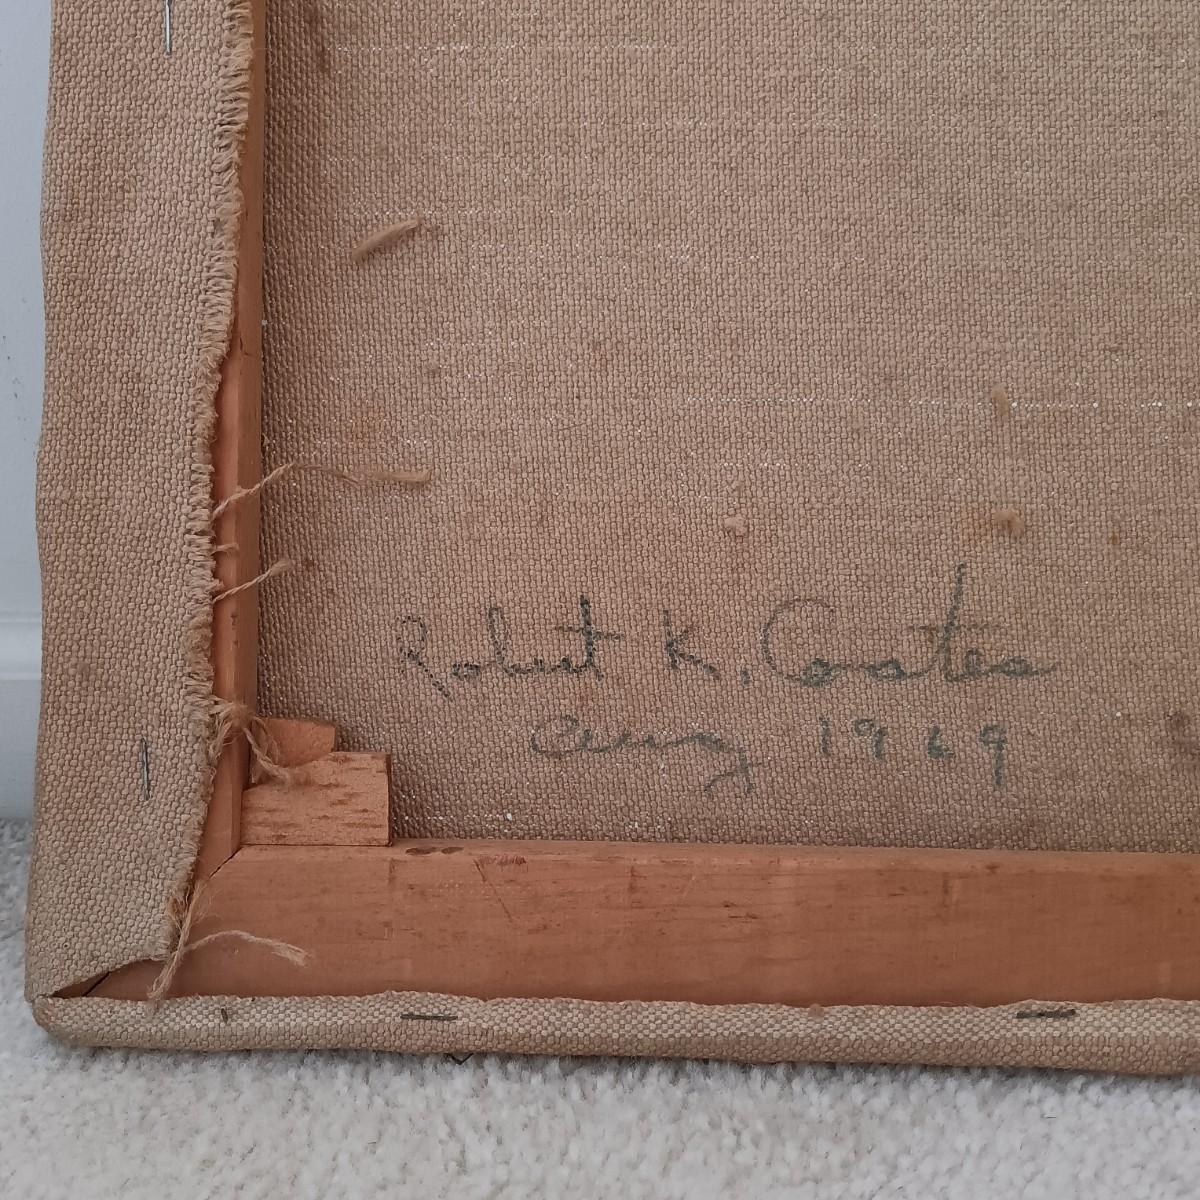 Robert K. Coates
Aug 1969